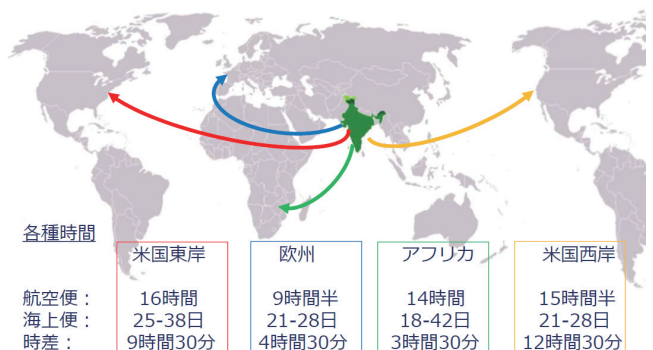 各種時間
米国東岸 欧州 アフリカ 米国西岸
航空便： 16時間 9時間半 14時間 15時間半
海上便： 25-38日 21-28日 18-42日 21-28日
時差： 9時間30分 4時間30分 3時間30分 12時間30分